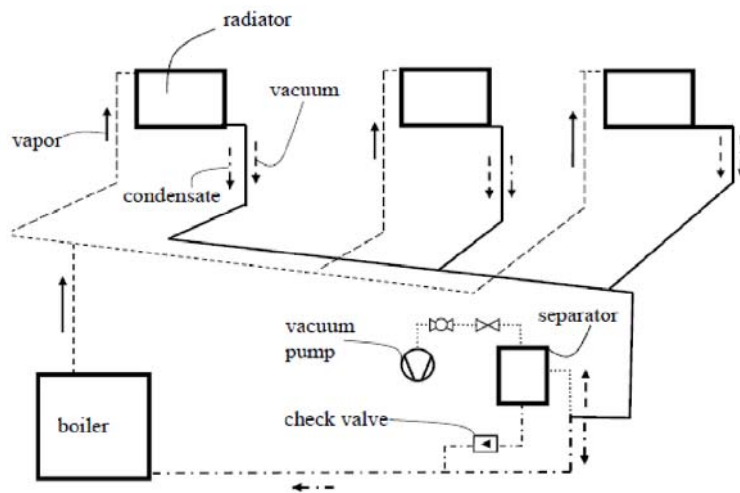 radiator
vacuum
vapor
condensate
vacuum
pump
separator
check valve
boiler